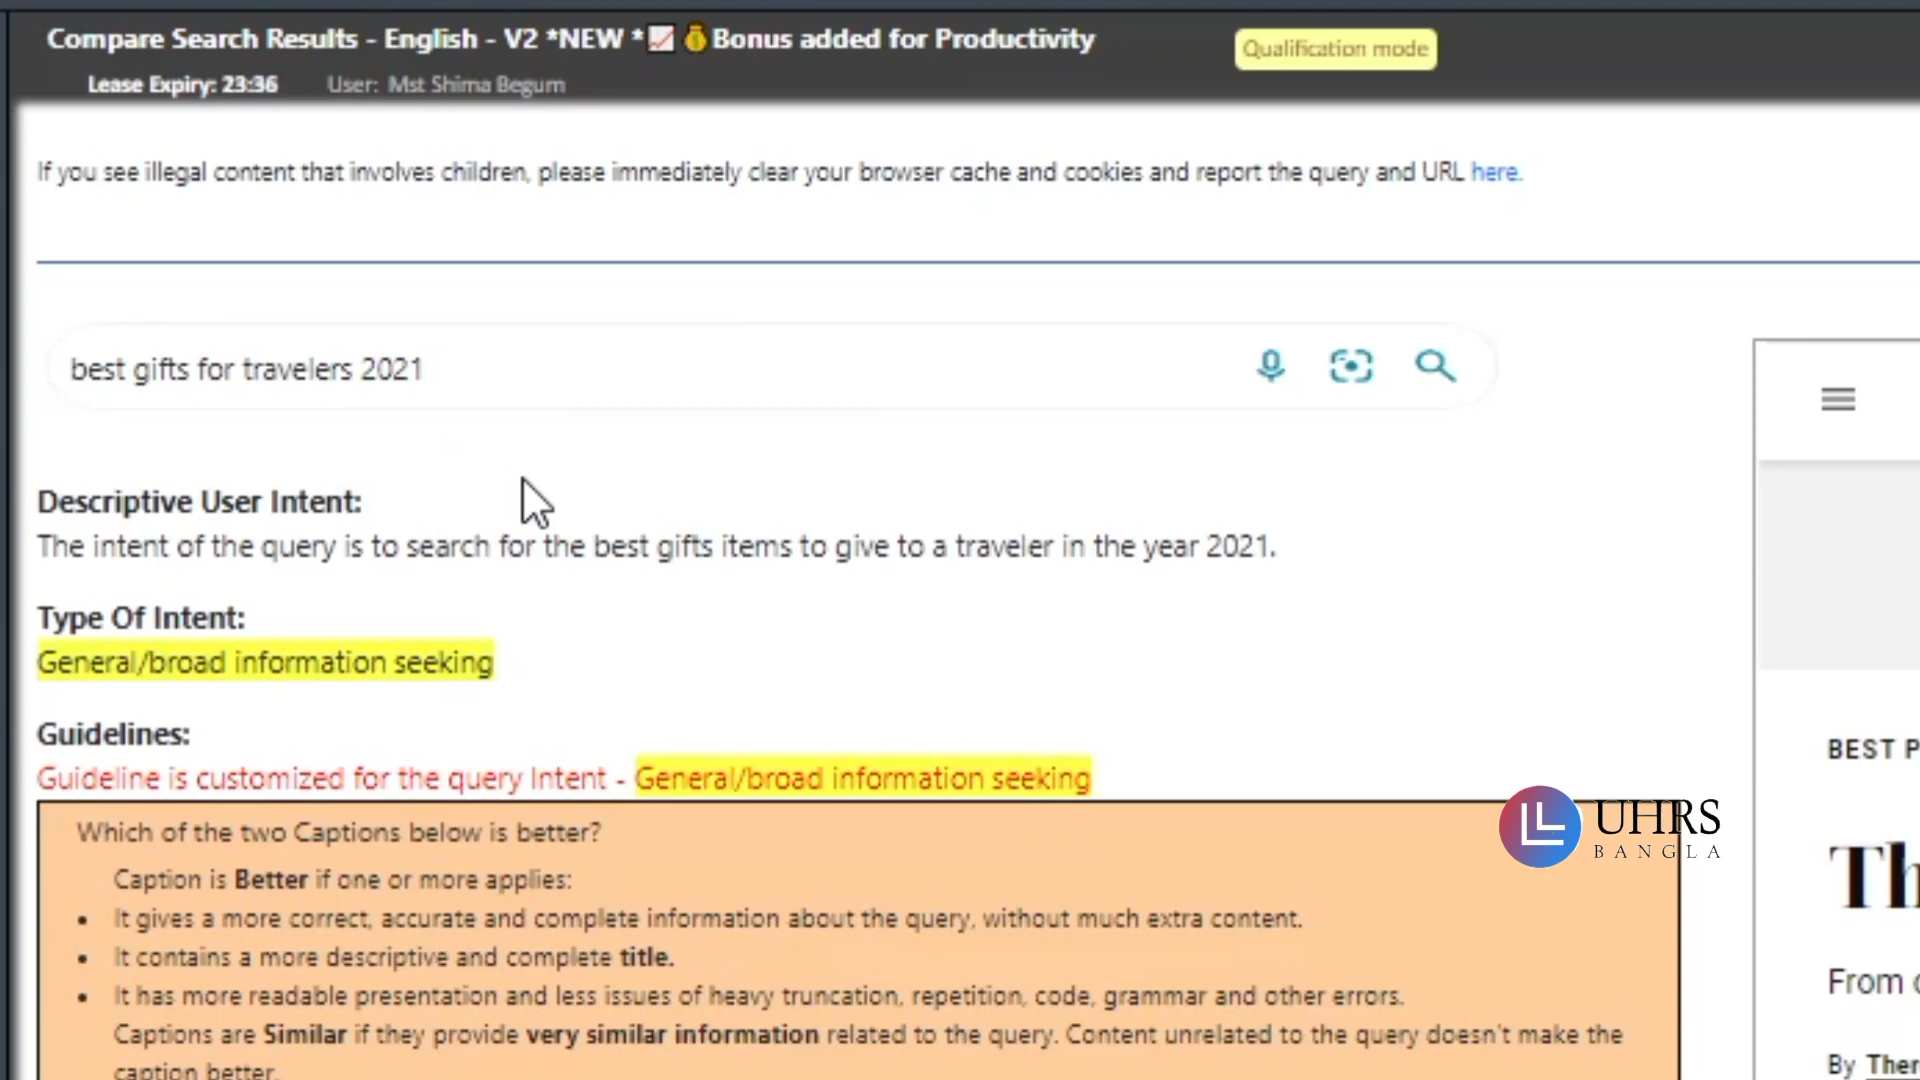 Compare Search Results - English - V2 *NEW *📈 💰Bonus added for Productivity
Qualification mode
Lease Expiry: 23:36 User: Mst Shima Begum
If you see illegal content that involves children, please immediately clear your browser cache and cookies and report the query and URL here.
best gifts for travelers 2021
Descriptive User Intent:
The intent of the query is to search for the best gifts items to give to a traveler in the year 2021.
Type Of Intent:
General/broad information seeking
Guidelines:
Guideline is customized for the query Intent - General/broad information seeking
Which of the two Captions below is better?
Caption is Better if one or more applies:
• It gives a more correct, accurate and complete information about the query, without much extra content.
• It contains a more descriptive and complete title.
• It has more readable presentation and less issues of heavy truncation, repetition, code, grammar and other errors.
Captions are Similar if they provide very similar information related to the query. Content unrelated to the query doesn't make the
caption better.
UHRS
BANGLA
BEST
From
By